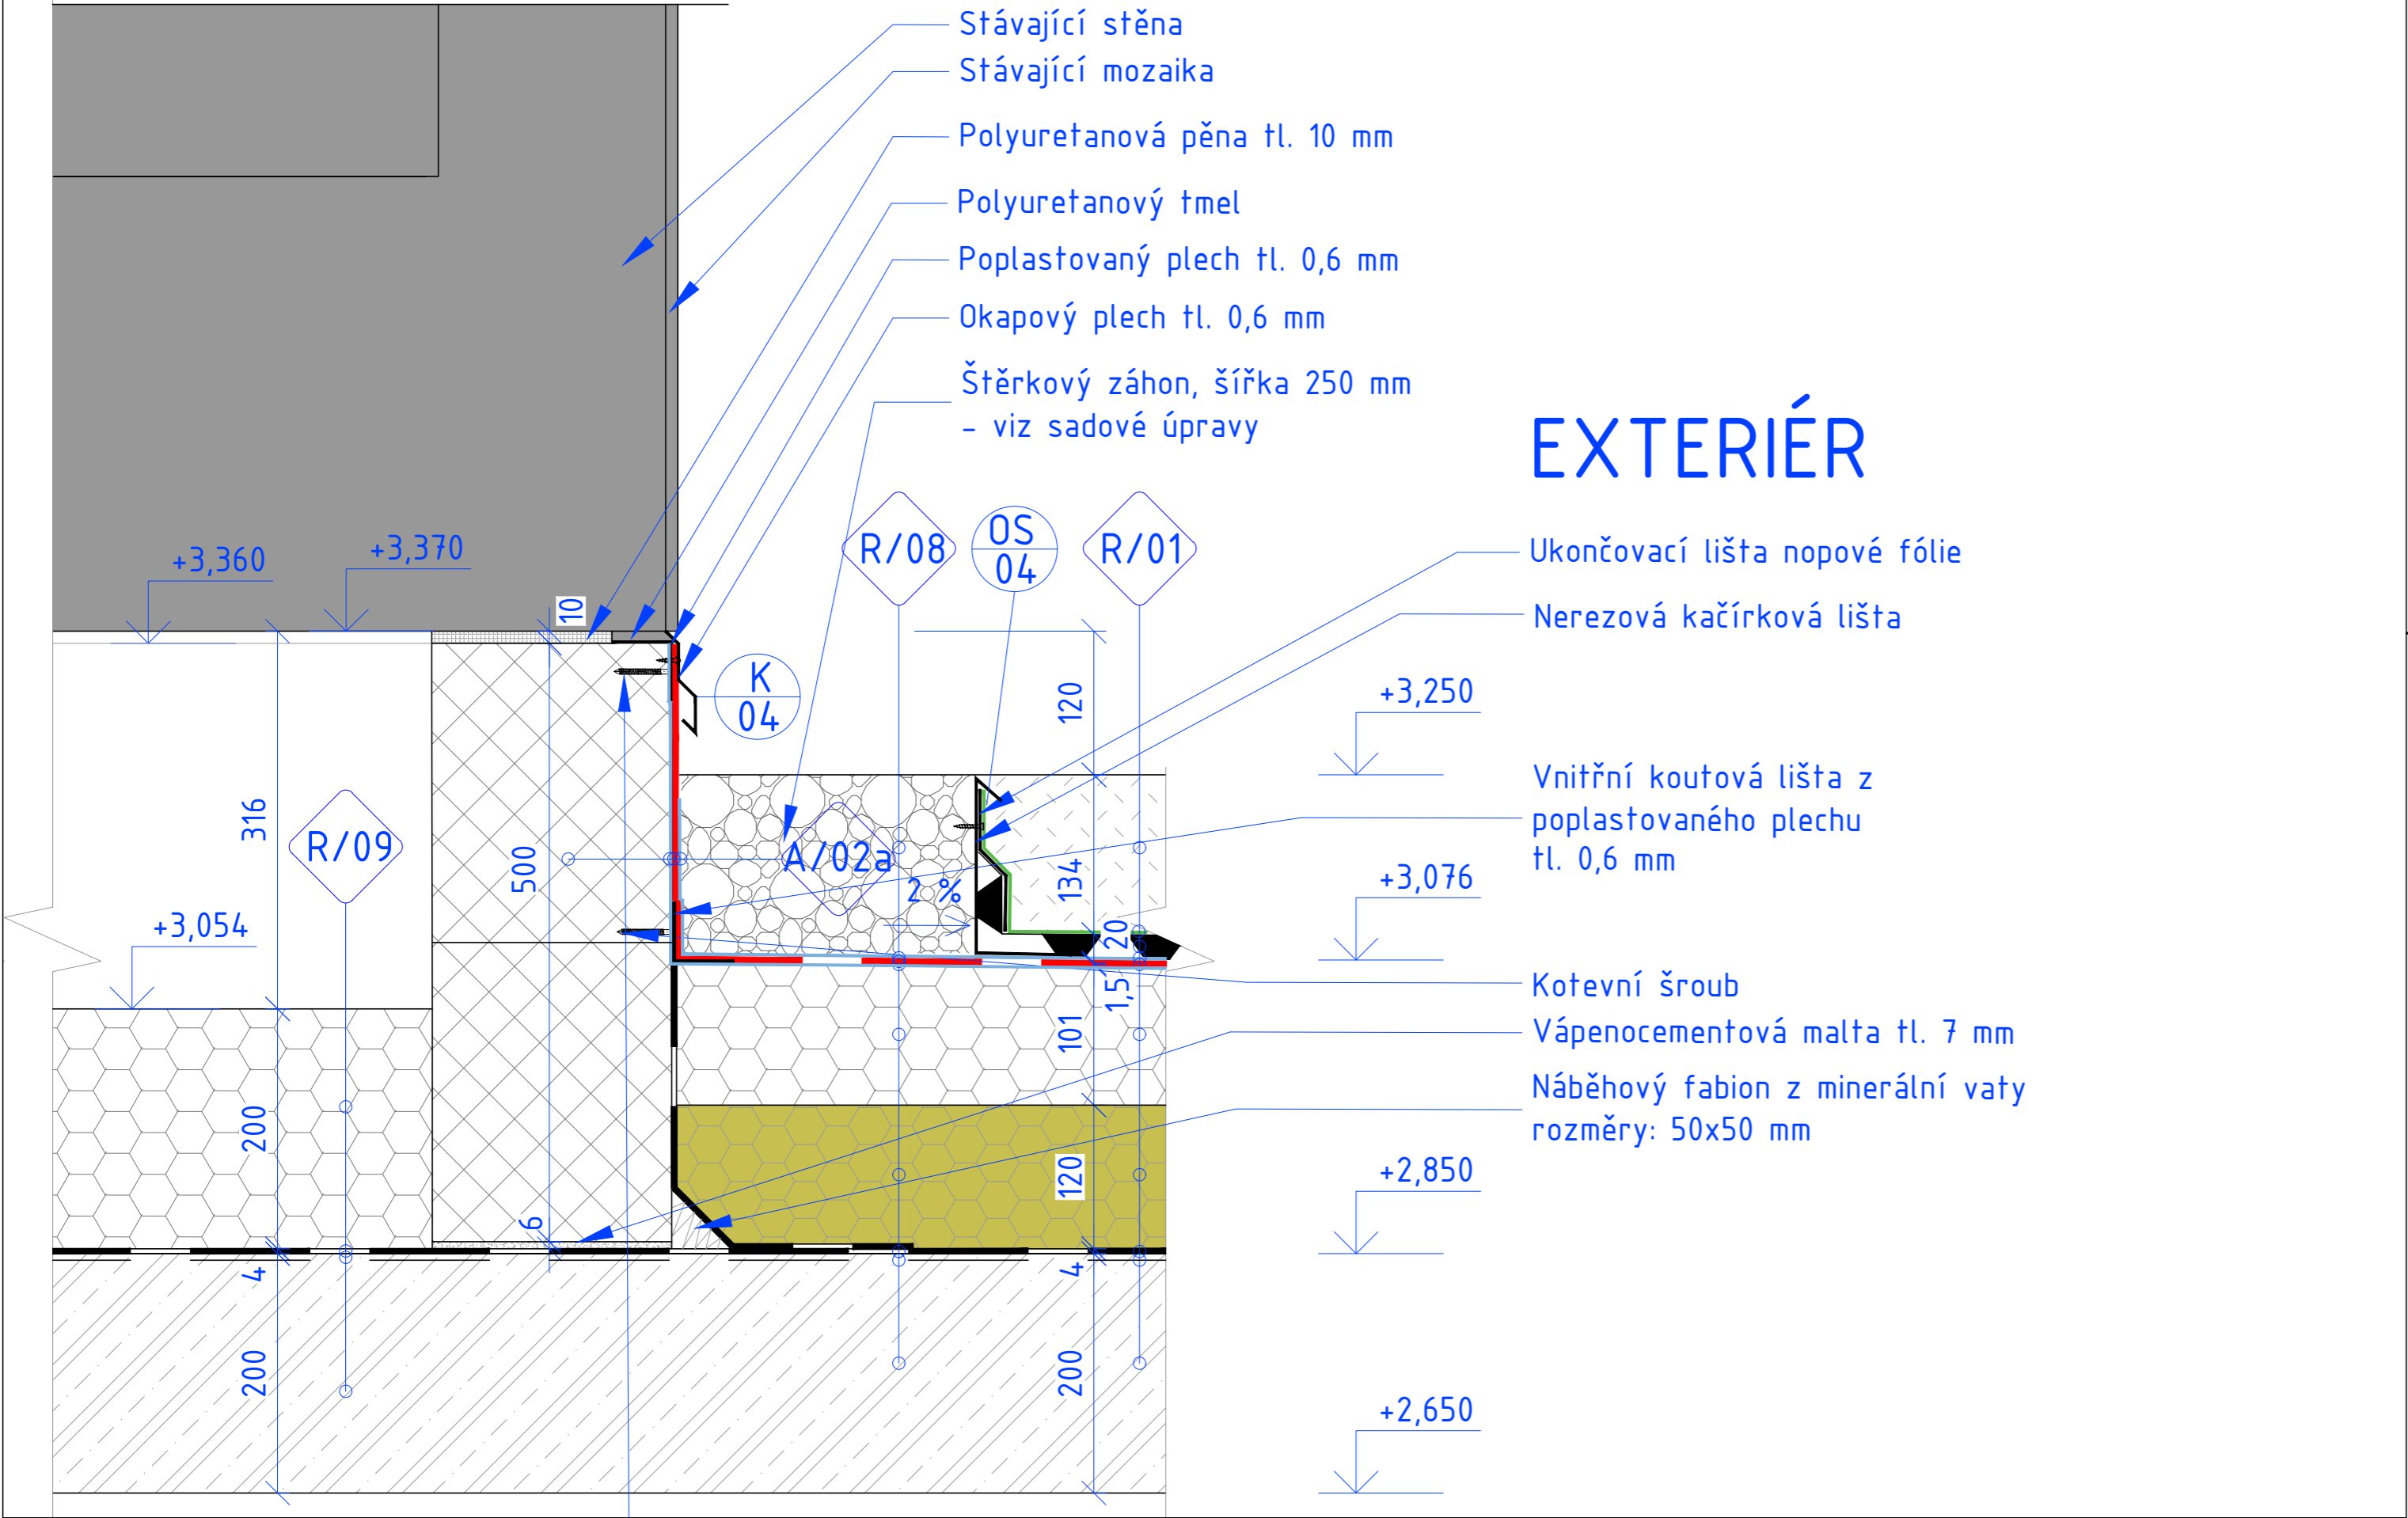 Stávající stěna
Stávající mozaika
Polyuretanová pěna tl. 10 mm
Polyuretanový tmel
Poplastovaný plech tl. 0,6 mm
Okapový plech tl. 0,6 mm
Štěrkový záhon, šířka 250 mm
- viz sadové úpravy
EXTERIÉR
R/08
OS
04
R/01
+3,360
+3,370
10
Ukončovací lišta nopové fólie
Nerezová kačírková lišta
K
04
120
+3,250
Vnitřní koutová lišta z
poplastovaného plechu
tl. 0,6 mm
316
R/09
500
A/02a
2 %
134
+3,076
+3,054
20
1,5
Kotevní šroub
101
Vápenocementová malta tl. 7 mm
Náběhový fabion z minerální vaty
rozměry: 50x50 mm
200
120
+2,850
6
4
4
200
200
+2,650